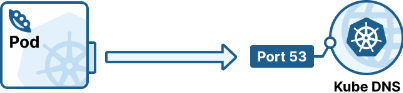 Pod
Port 53
Kube DNS